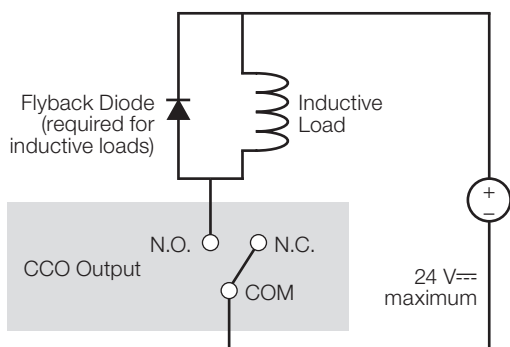 Flyback Diode
(required for
inductive loads)
Inductive
Load
+
–
N.O.
N.C.
CCO Output
COM
24 V⎓
maximum